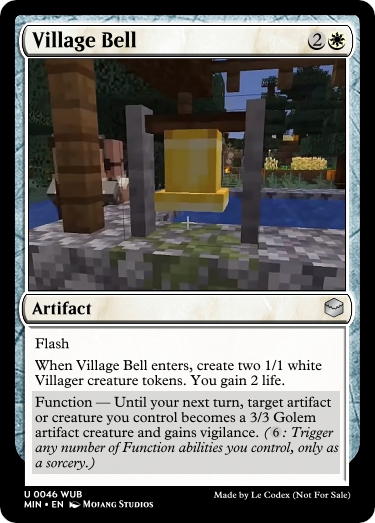 Village Bell 2
Artifact
Flash
When Village Bell enters, create two 1/1 white
Villager creature tokens. You gain 2 life.
Function — Until your next turn, target artifact
or creature you control becomes a 3/3 Golem
artifact creature and gains vigilance. (6: Trigger
any number of Function abilities you control, only as
a sorcery.)
U 0046 WUB
MIN • EN Mojang Studios
Made by Le Codex (Not For Sale)